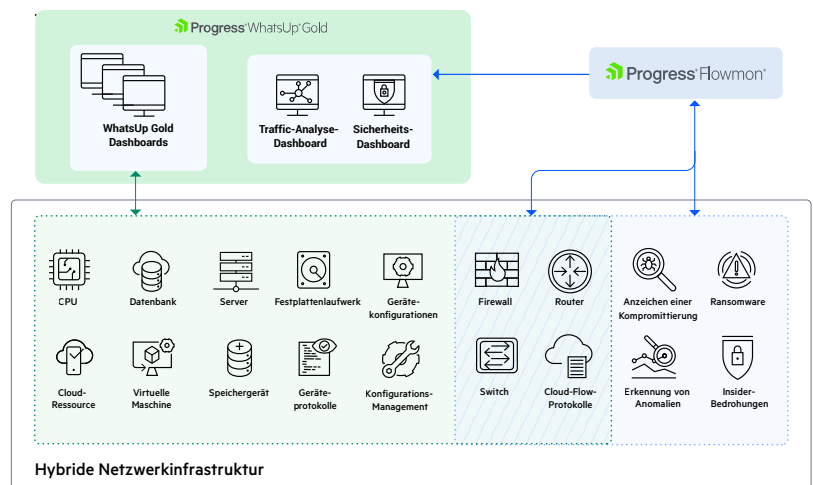 Progress® WhatsUp® Gold
WhatsUp Gold
Dashboards
Traffic-Analyse-
Dashboard
Sicherheits-
Dashboard
Progress® Flowmon®
CPU
Datenbank
Server
Festplattenlaufwerk
Geräte-
konfigurationen
Firewall
Router
Anzeichen einer
Kompromittierung
Ransomware
Cloud-
Ressource
Virtuelle
Maschine
Speichergerät
Geräte-
protokolle
Konfigurations-
Management
Switch
Cloud-Flow-
Protokolle
Erkennung von
Anomalien
Insider-
Bedrohungen
Hybride Netzwerkinfrastruktur